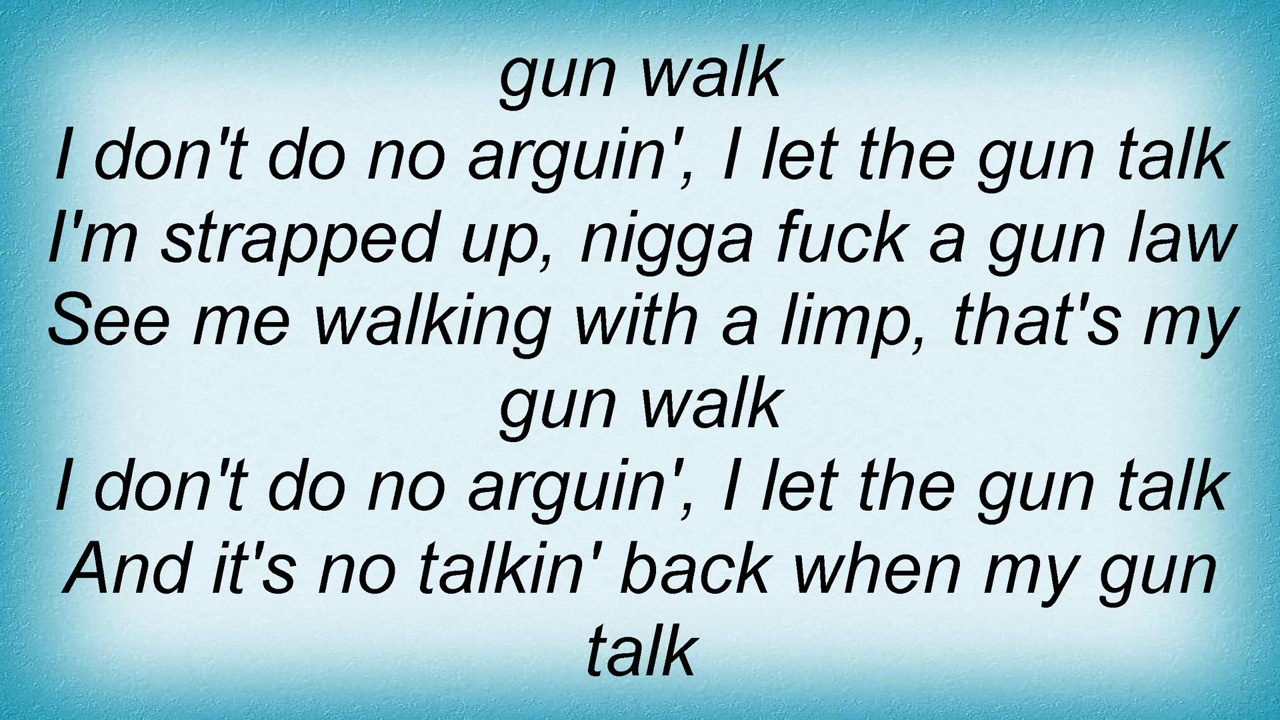 gun walk
I don't do no arguin', I let the gun talk
I'm strapped up, nigga fuck a gun law
See me walking with a limp, that's my
gun walk
I don't do no arguin', I let the gun talk
And it's no talkin' back when my gun
talk